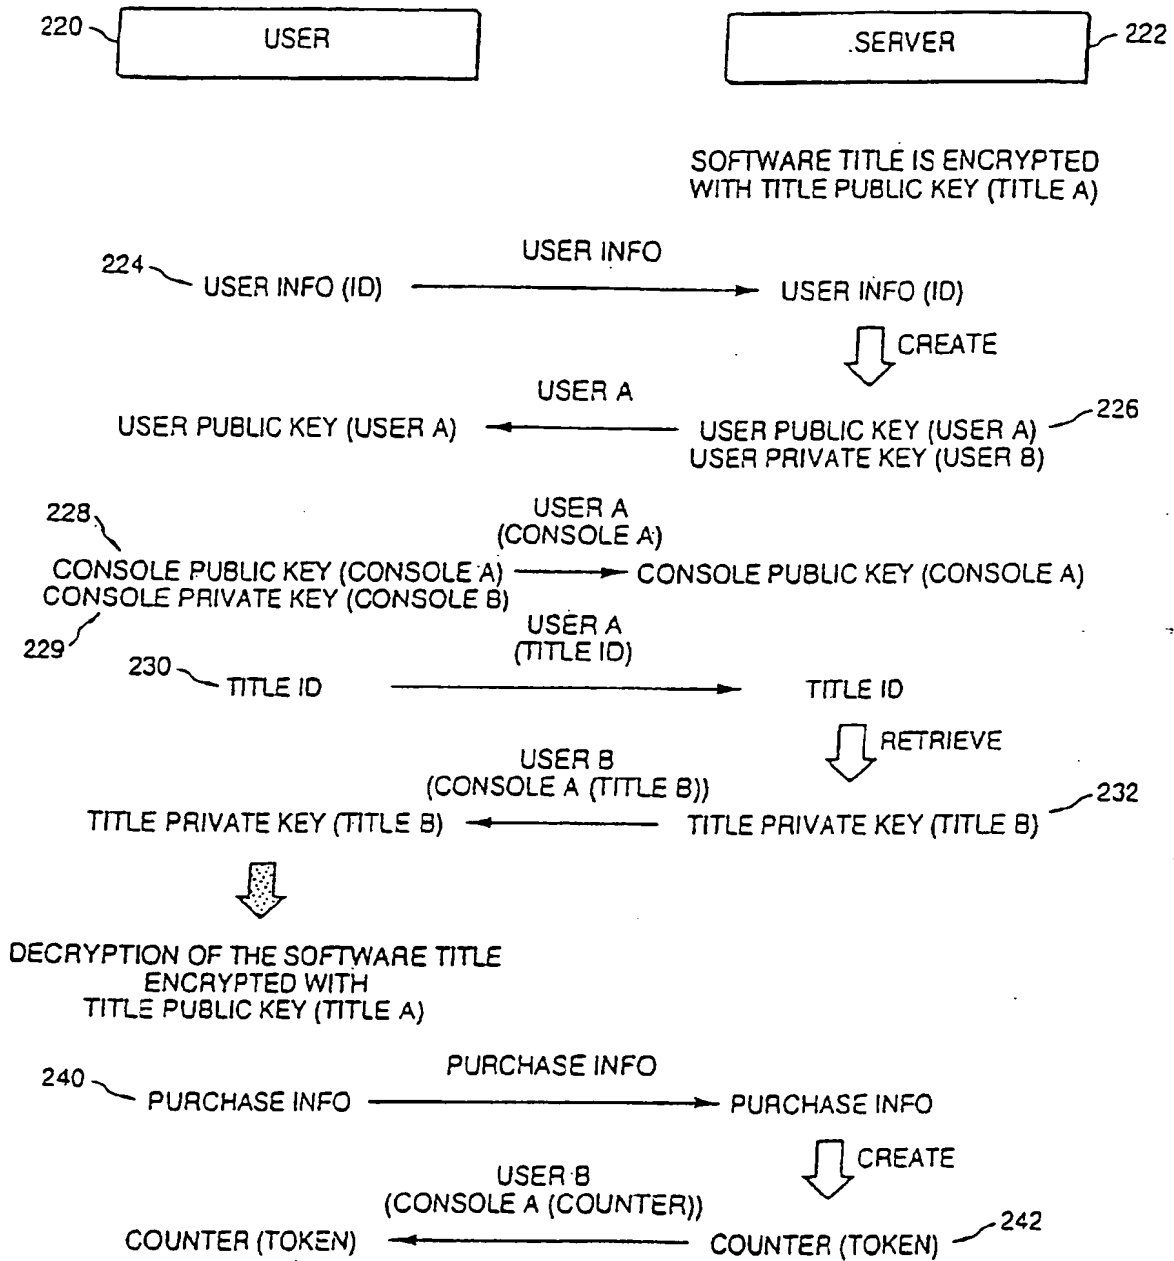 220
USER
.SERVER
222
SOFTWARE TITLE IS ENCRYPTED
WITH TITLE PUBLIC KEY (TITLE A)
224
USER INFO (ID)
USER INFO
USER INFO (ID)
CREATE
USER A
226
USER PUBLIC KEY (USER A)
USER PUBLIC KEY (USER A)
USER PRIVATE KEY (USER B)
228
USER A
(CONSOLE A)
CONSOLE PUBLIC KEY (CONSOLE A)
CONSOLE PUBLIC KEY (CONSOLE A)
CONSOLE PRIVATE KEY (CONSOLE B)
229
USER A
(TITLE ID)
230
TITLE ID
TITLE ID
RETRIEVE
USER B
(CONSOLE A (TITLE B))
232
TITLE PRIVATE KEY (TITLE B)
TITLE PRIVATE KEY (TITLE B)
DECRYPTION OF THE SOFTWARE TITLE
ENCRYPTED WITH
TITLE PUBLIC KEY (TITLE A)
240
PURCHASE INFO
PURCHASE INFO
PURCHASE INFO
CREATE
USER B
(CONSOLE A (COUNTER))
242
COUNTER (TOKEN)
COUNTER (TOKEN)